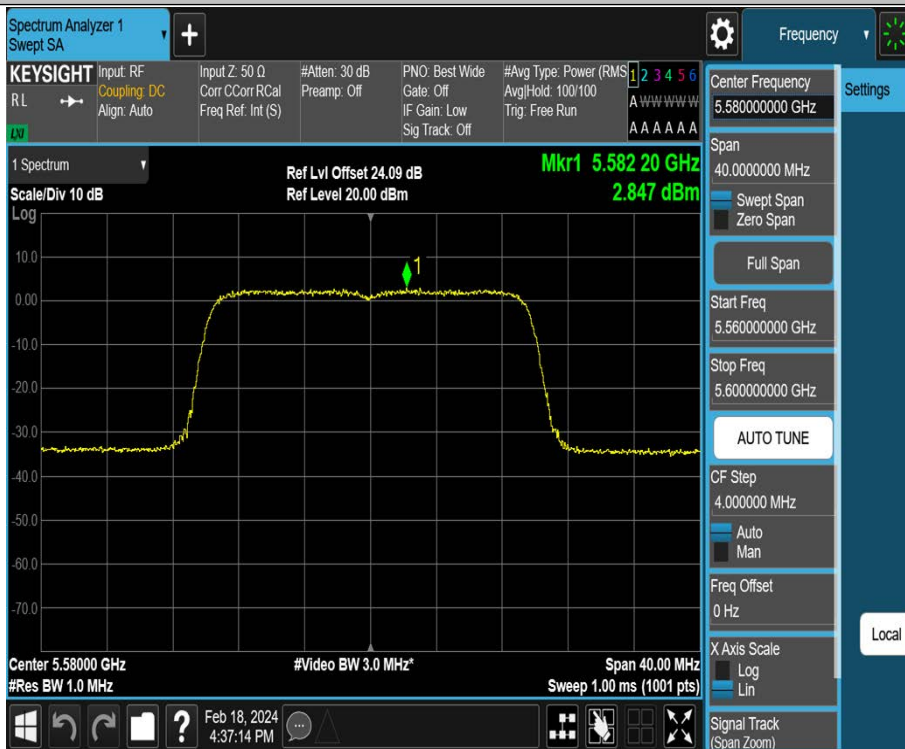 Spectrum Analyzer 1
Swept SA
Frequency
KEYSIGHT
RL
LXI
Input: RF
Coupling: DC
Align: Auto
Input Z: 50 Ω
Corr CCorr RCal
Freq Ref: Int (S)
#Atten: 30 dB
Preamp: Off
PNO: Best Wide
Gate: Off
IF Gain: Low
Sig Track: Off
#Avg Type: Power (RMS
Avg|Hold: 100/100
Trig: Free Run
1 2 3 4 5 6
A W W W W W
A A A A A A
1 Spectrum
Scale/Div 10 dB
Log
Ref Lvl Offset 24.09 dB
Ref Level 20.00 dBm
Mkr1 5.582 20 GHz
2.847 dBm
10.0
0.00
-10.0
-20.0
-30.0
-40.0
-50.0
-60.0
-70.0
1
Center 5.58000 GHz
#Res BW 1.0 MHz
#Video BW 3.0 MHz*
Span 40.00 MHz
Sweep 1.00 ms (1001 pts)
Feb 18, 2024
4:37:14 PM
Center Frequency
5.580000000 GHz
Span
40.0000000 MHz
Swept Span
Zero Span
Full Span
Start Freq
5.560000000 GHz
Stop Freq
5.600000000 GHz
AUTO TUNE
CF Step
4.000000 MHz
Auto
Man
Freq Offset
0 Hz
X Axis Scale
Log
Lin
Signal Track
(Span Zoom)
Settings
Local